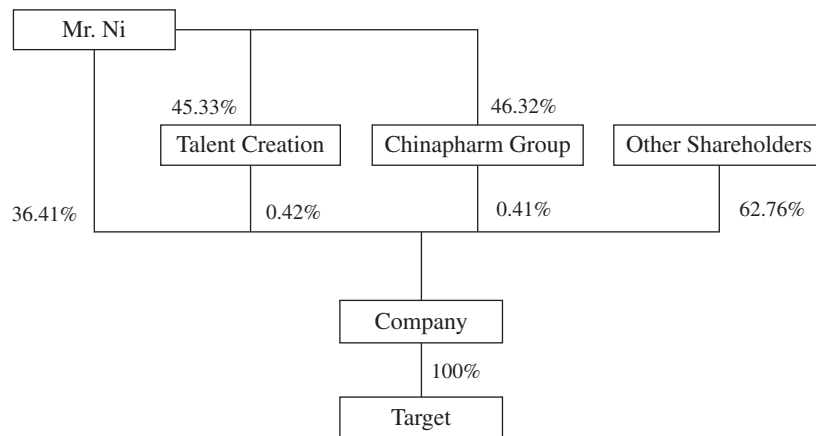 Mr. Ni
45.33%
46.32%
Talent Creation
Chinapharm Group
Other Shareholders
36.41%
0.42%
0.41%
62.76%
Company
100%
Target